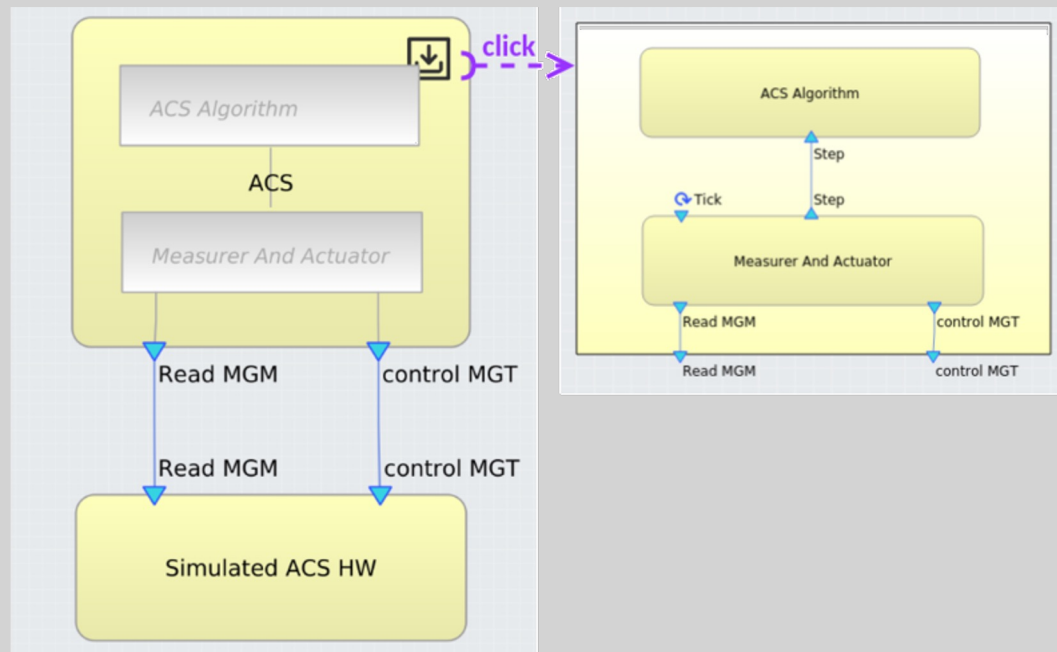 click
ACS Algorithm
ACS
Measurer And Actuator
Read MGM
control MGT
Read MGM
control MGT
Simulated ACS HW
ACS Algorithm
Step
Tick
Step
Measurer And Actuator
Read MGM
control MGT
Read MGM
control MGT